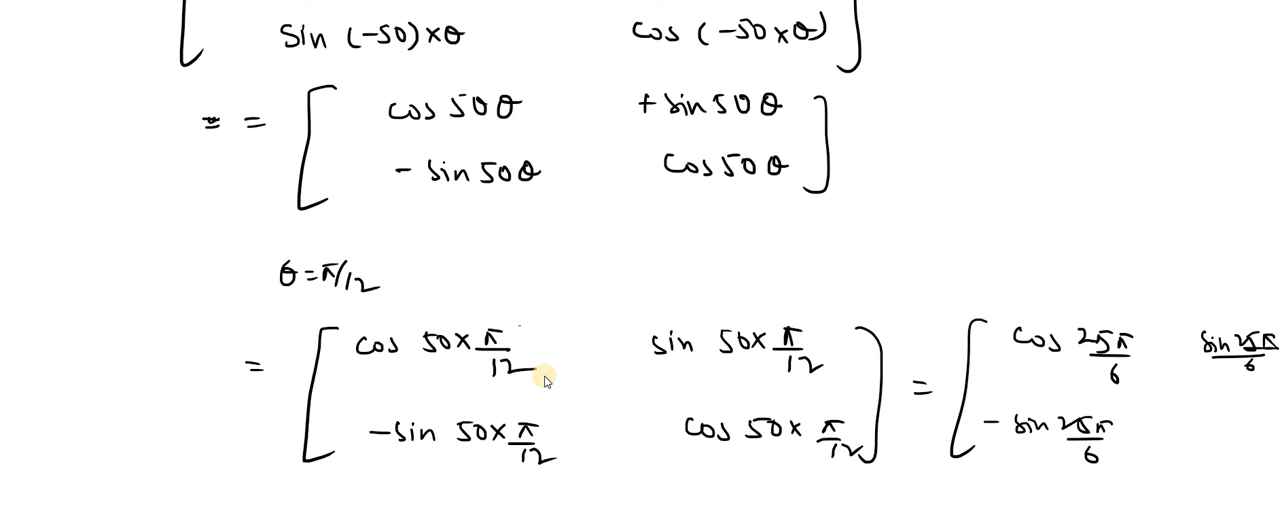 sin (-50)×θ cos (-50×θ)
= = cos 50θ + sin 50θ
- sin 50θ cos 50θ
θ = π/12
= cos 50×π/12 sin 50×π/12 = cos 25π/6 sin 25π/6
- sin 50×π/12 cos 50×π/12 - sin 25π/6